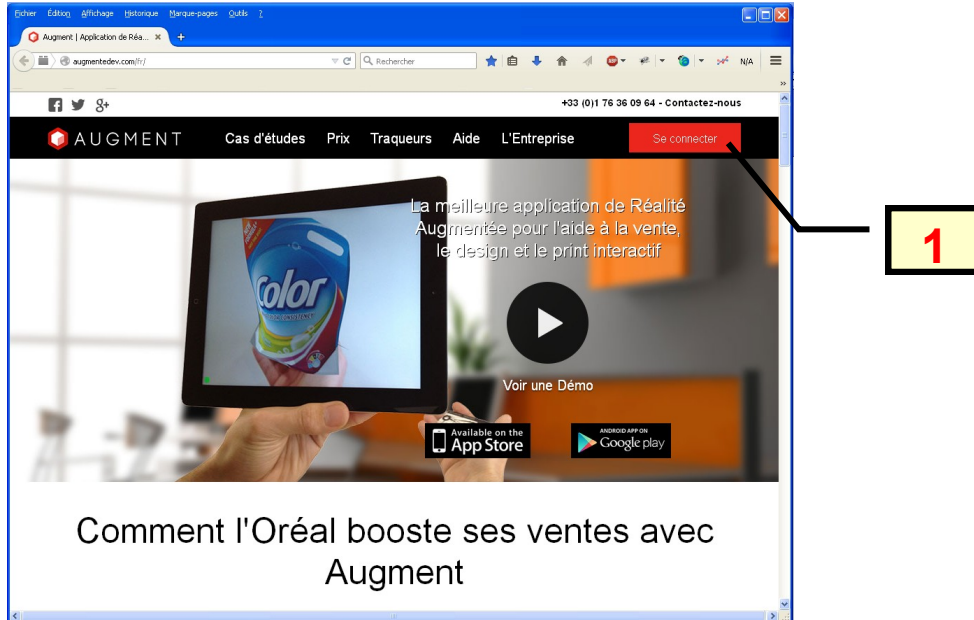 Fichier Édition Affichage Historique Marque-pages Outils ?
Augment | Application de Réa... × +
augmentedev.com/fr/ Rechercher ABP N/A
+33 (0)1 76 36 09 64 - Contactez-nous
AUGMENT Cas d'études Prix Traqueurs Aide L'Entreprise Se connecter
1
La meilleure application de Réalité
Augmentée pour l'aide à la vente,
le design et le print interactif
Color
Voir une Démo
Available on the
App Store
ANDROID APP ON
Google play
Comment l'Oréal booste ses ventes avec
Augment